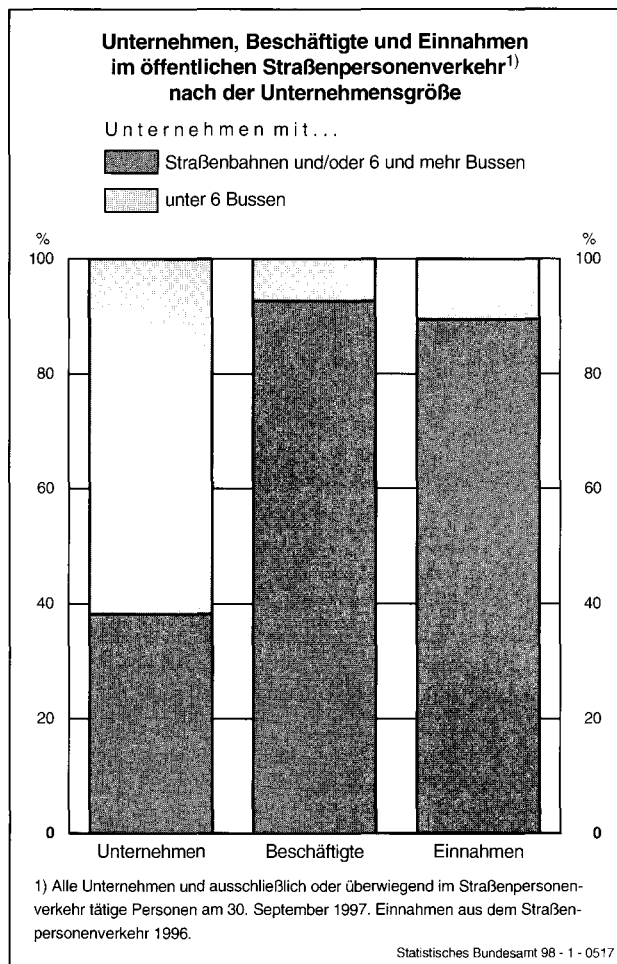 Unternehmen, Beschäftigte und Einnahmen
im öffentlichen Straßenpersonenverkehr1)
nach der Unternehmensgröße
Unternehmen mit...
Straßenbahnen und/oder 6 und mehr Bussen
unter 6 Bussen
% %
100 100
80 80
60 60
40 40
20 20
0 0
Unternehmen Beschäftigte Einnahmen
1) Alle Unternehmen und ausschließlich oder überwiegend im Straßenpersonen-
verkehr tätige Personen am 30. September 1997. Einnahmen aus dem Straßen-
personenverkehr 1996.
Statistisches Bundesamt 98 - 1 - 0517